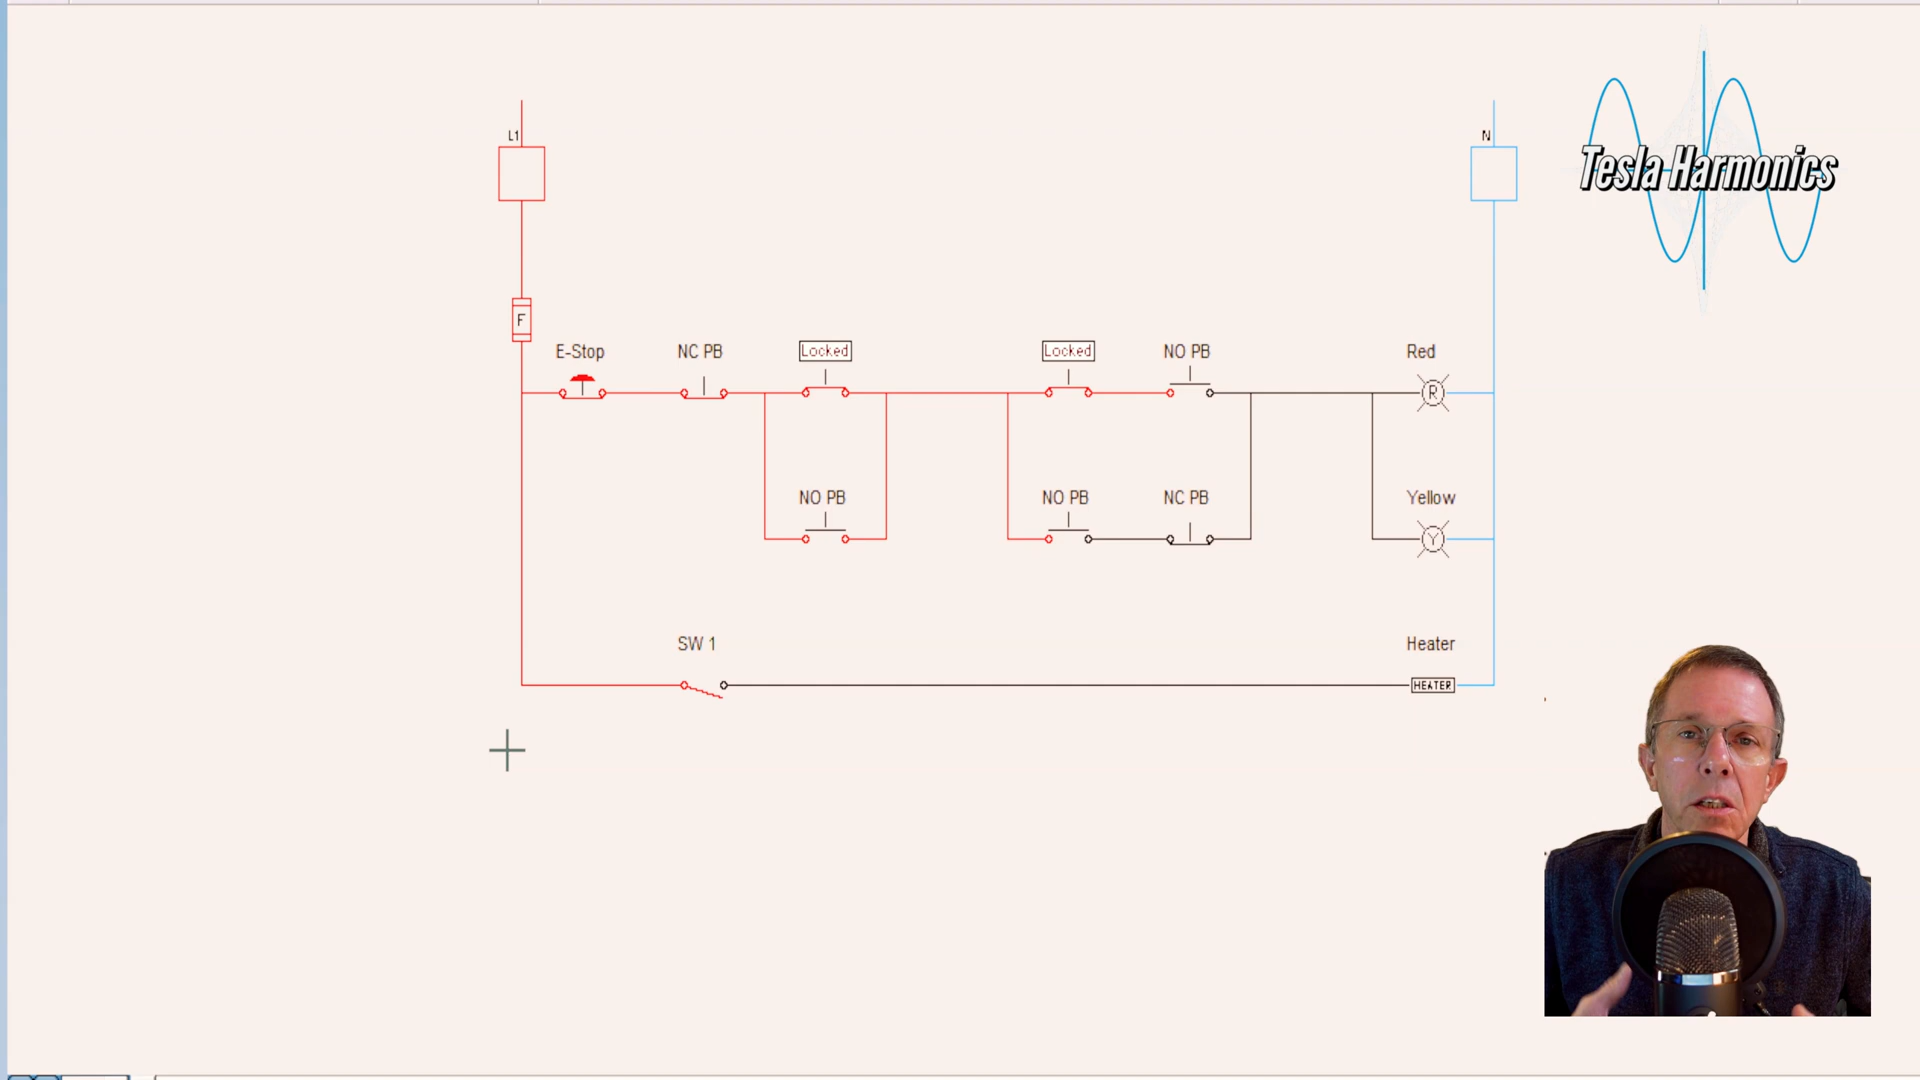 L1
N
Tesla Harmonics
F
E-Stop
NC PB
Locked
Locked
NO PB
Red
R
NO PB
NO PB
NC PB
Yellow
Y
SW 1
Heater
HEATER